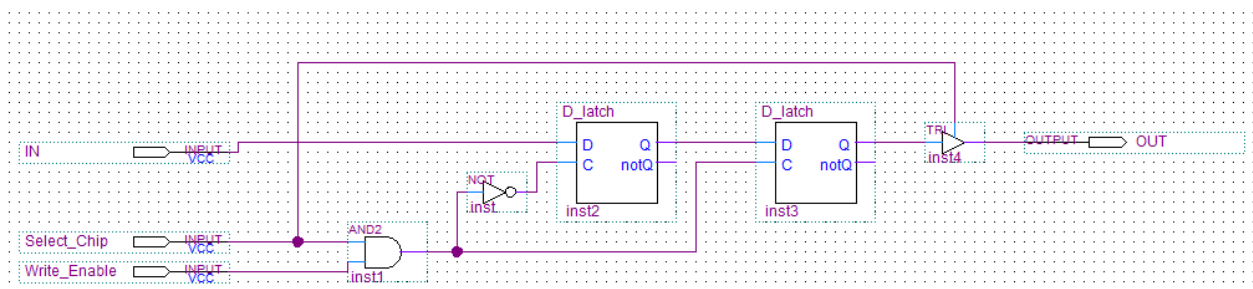 D_latch
D Q
C notQ
inst2
D_latch
D Q
C notQ
inst3
TRI
inst4
OUTPUT OUT
IN INPUT
VCC
NOT
inst
Select_Chip INPUT
VCC
AND2
inst1
Write_Enable INPUT
VCC